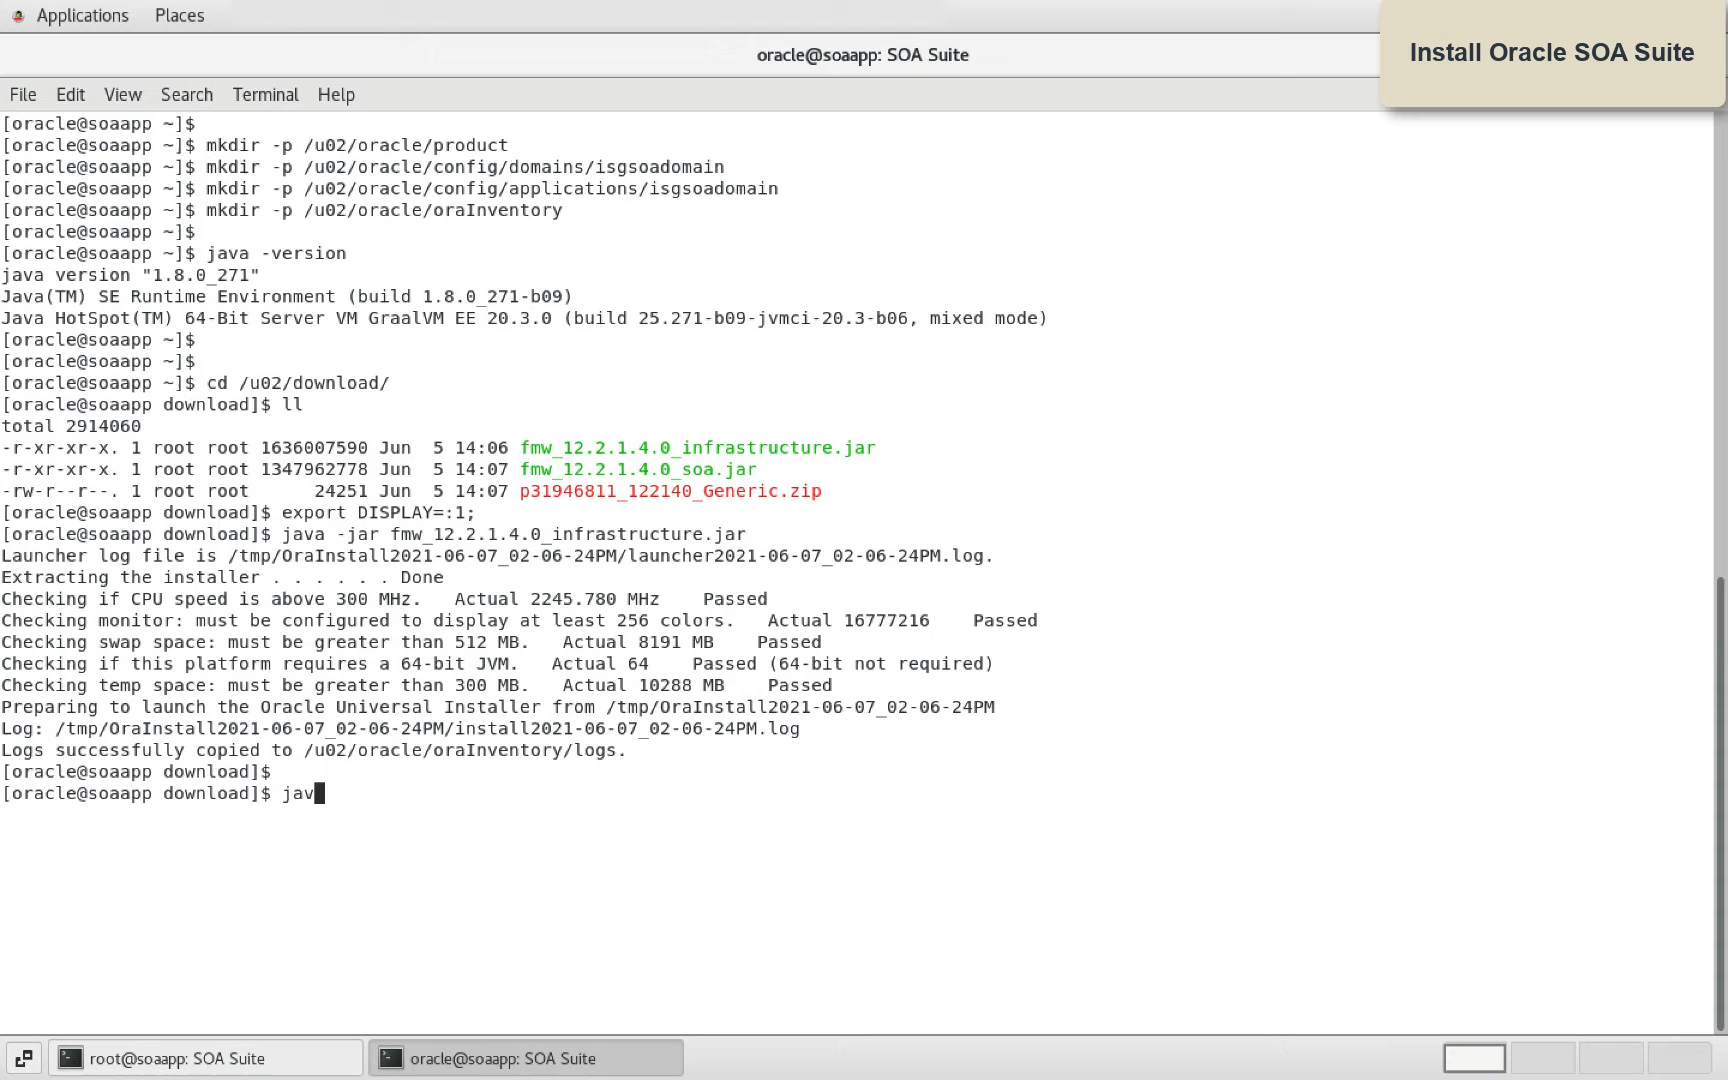 Applications Places
Install Oracle SOA Suite
oracle@soaapp: SOA Suite
File Edit View Search Terminal Help
[oracle@soaapp ~]$
[oracle@soaapp ~]$ mkdir -p /u02/oracle/product
[oracle@soaapp ~]$ mkdir -p /u02/oracle/config/domains/isgsoadomain
[oracle@soaapp ~]$ mkdir -p /u02/oracle/config/applications/isgsoadomain
[oracle@soaapp ~]$ mkdir -p /u02/oracle/oraInventory
[oracle@soaapp ~]$
[oracle@soaapp ~]$ java -version
java version "1.8.0_271"
Java(TM) SE Runtime Environment (build 1.8.0_271-b09)
Java HotSpot(TM) 64-Bit Server VM GraalVM EE 20.3.0 (build 25.271-b09-jvmci-20.3-b06, mixed mode)
[oracle@soaapp ~]$
[oracle@soaapp ~]$
[oracle@soaapp ~]$ cd /u02/download/
[oracle@soaapp download]$ ll
total 2914060
-r-xr-xr-x. 1 root root 1636007590 Jun  5 14:06 fmw_12.2.1.4.0_infrastructure.jar
-r-xr-xr-x. 1 root root 1347962778 Jun  5 14:07 fmw_12.2.1.4.0_soa.jar
-rw-r--r--. 1 root root      24251 Jun  5 14:07 p31946811_122140_Generic.zip
[oracle@soaapp download]$ export DISPLAY=:1;
[oracle@soaapp download]$ java -jar fmw_12.2.1.4.0_infrastructure.jar
Launcher log file is /tmp/OraInstall2021-06-07_02-06-24PM/launcher2021-06-07_02-06-24PM.log.
Extracting the installer . . . . . . Done
Checking if CPU speed is above 300 MHz.   Actual 2245.780 MHz    Passed
Checking monitor: must be configured to display at least 256 colors.   Actual 16777216    Passed
Checking swap space: must be greater than 512 MB.   Actual 8191 MB    Passed
Checking if this platform requires a 64-bit JVM.   Actual 64    Passed (64-bit not required)
Checking temp space: must be greater than 300 MB.   Actual 10288 MB    Passed
Preparing to launch the Oracle Universal Installer from /tmp/OraInstall2021-06-07_02-06-24PM
Log: /tmp/OraInstall2021-06-07_02-06-24PM/install2021-06-07_02-06-24PM.log
Logs successfully copied to /u02/oracle/oraInventory/logs.
[oracle@soaapp download]$
[oracle@soaapp download]$ jav
root@soaapp: SOA Suite
oracle@soaapp: SOA Suite